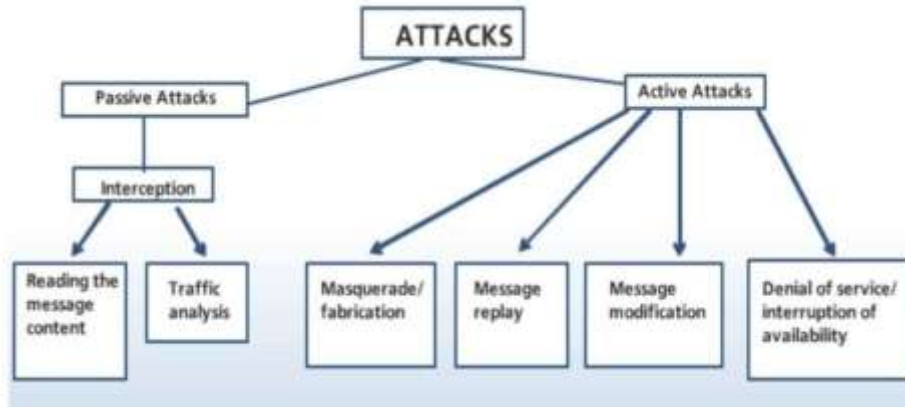 ATTACKS
Passive Attacks
Active Attacks
Interception
Reading the
message
content
Traffic
analysis
Masquerade/
fabrication
Message
replay
Message
modification
Denial of service/
interruption of
availability